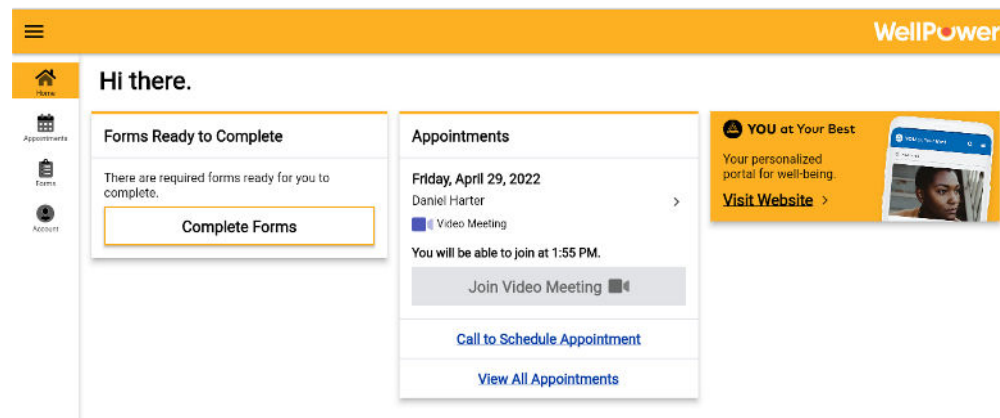 WellPower
Home
Appointments
Forms
Account
Hi there.
Forms Ready to Complete
There are required forms ready for you to
complete.
Complete Forms
Appointments
Friday, April 29, 2022
Daniel Harter
Video Meeting
You will be able to join at 1:55 PM.
Join Video Meeting
Call to Schedule Appointment
View All Appointments
YOU at Your Best
Your personalized
portal for well-being.
Visit Website >